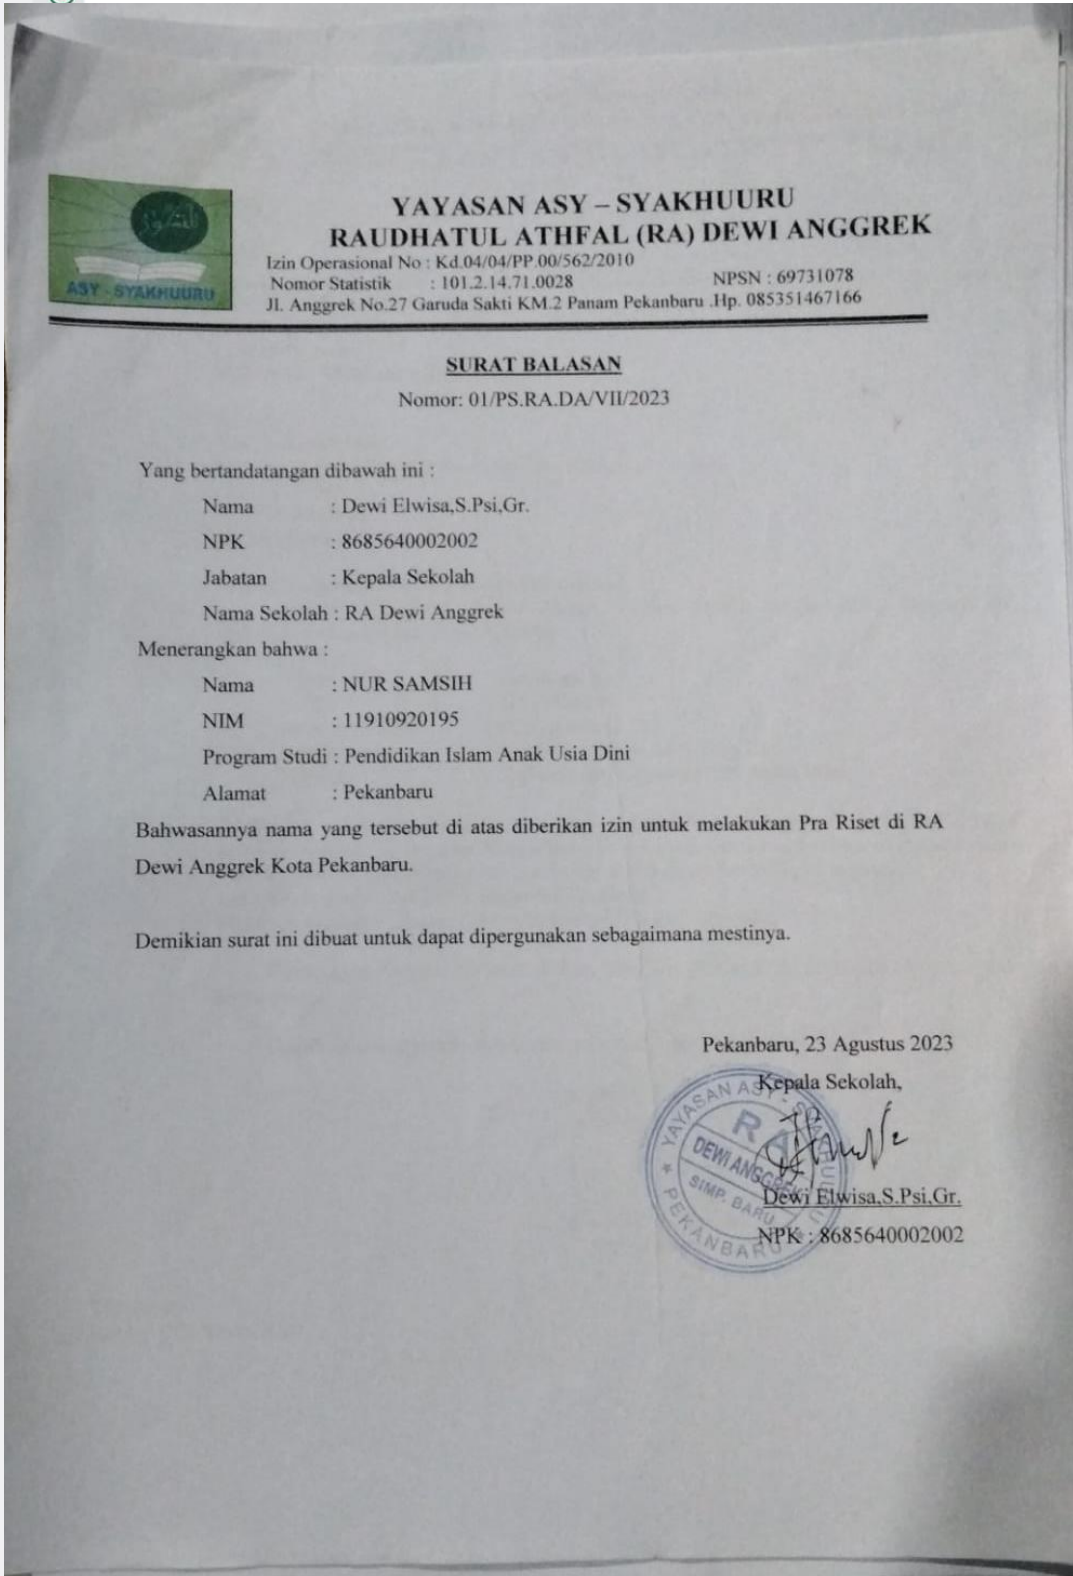 YAYASAN ASY – SYAKHUURU
RAUDHATUL ATHFAL (RA) DEWI ANGGREK
Izin Operasional No : Kd.04/04/PP.00/562/2010
Nomor Statistik : 101.2.14.71.0028 NPSN : 69731078
Jl. Anggrek No.27 Garuda Sakti KM.2 Panam Pekanbaru .Hp. 085351467166
ASY - SYAKHUURU
SURAT BALASAN
Nomor: 01/PS.RA.DA/VII/2023
Yang bertandatangan dibawah ini :
Nama : Dewi Elwisa,S.Psi,Gr.
NPK : 8685640002002
Jabatan : Kepala Sekolah
Nama Sekolah : RA Dewi Anggrek
Menerangkan bahwa :
Nama : NUR SAMSIH
NIM : 11910920195
Program Studi : Pendidikan Islam Anak Usia Dini
Alamat : Pekanbaru
Bahwasannya nama yang tersebut di atas diberikan izin untuk melakukan Pra Riset di RA
Dewi Anggrek Kota Pekanbaru.
Demikian surat ini dibuat untuk dapat dipergunakan sebagaimana mestinya.
Pekanbaru, 23 Agustus 2023
Kepala Sekolah,
YAYASAN ASY - SYAKHUURU
RA
DEWI ANGGREK
SIMP. BARU
PEKANBARU
Dewi Elwisa,S.Psi,Gr.
NPK : 8685640002002